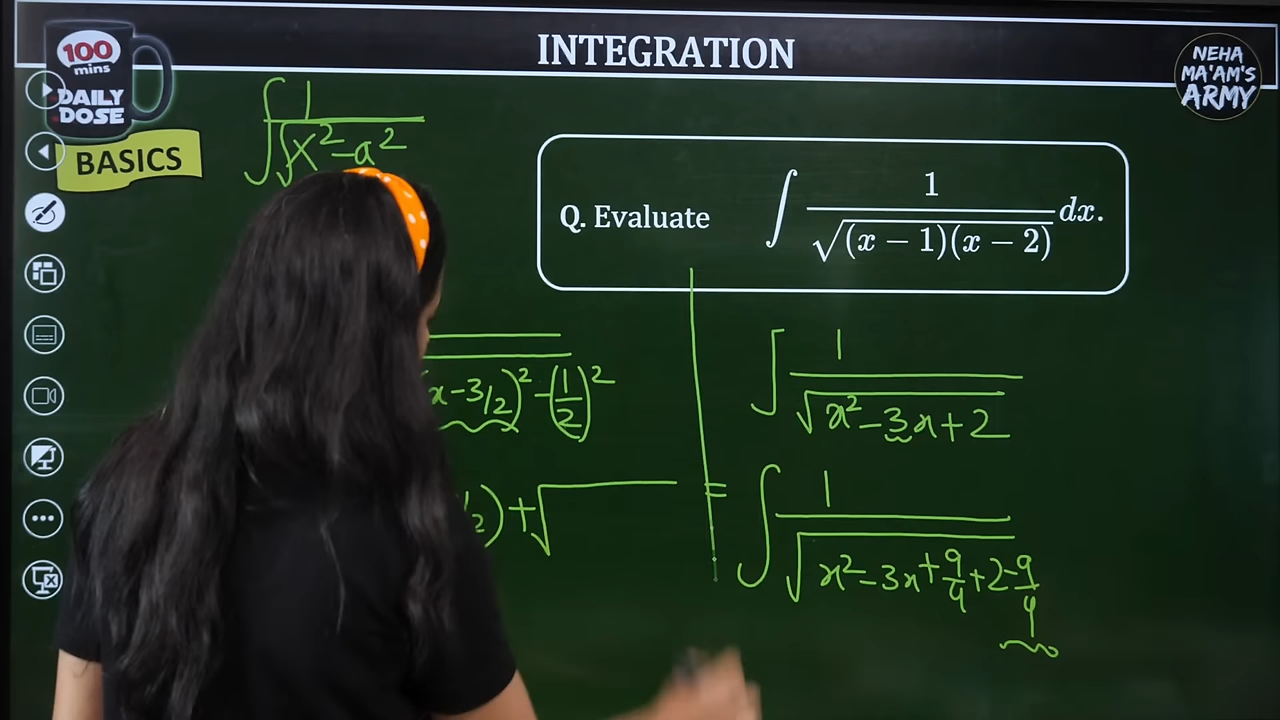 INTEGRATION
100
mins
DAILY
DOSE
BASICS
NEHA
MA'AM'S
ARMY
∫ 1/√(x² - a²)
Q. Evaluate ∫ 1/√((x − 1)(x − 2)) dx.
x - 3/2)² - (1/2)²
) + √
∫ 1/√(x² - 3x + 2)
= ∫ 1/√(x² - 3x + 9/4 + 2 - 9/4)